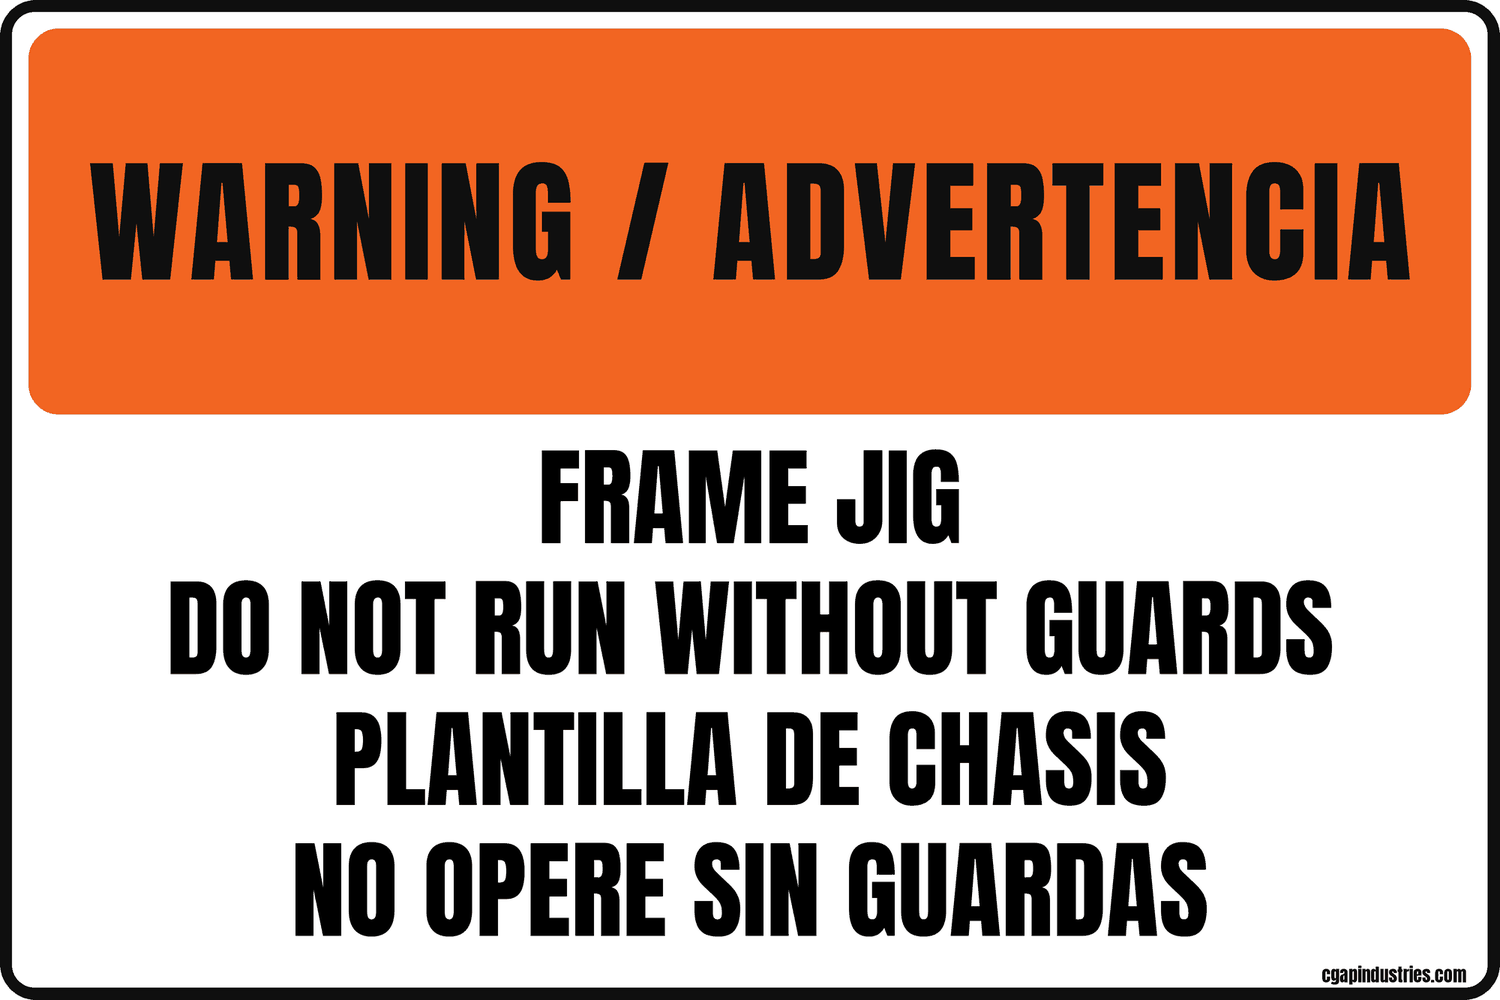 WARNING / ADVERTENCIA
FRAME JIG
DO NOT RUN WITHOUT GUARDS
PLANTILLA DE CHASIS
NO OPERE SIN GUARDAS
cgapindustries.com